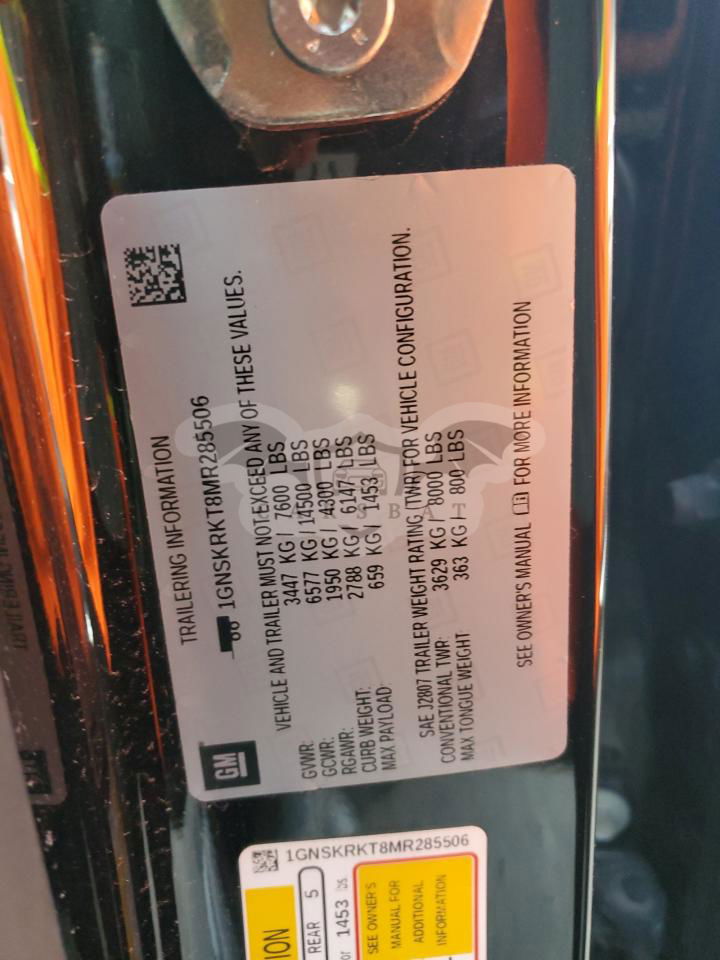 TRAILERING INFORMATION
1GNSKRKT8MR285506
GM
VEHICLE AND TRAILER MUST NOT EXCEED ANY OF THESE VALUES.
GVWR: 3447 KG / 7600 LBS
GCWR: 6577 KG / 14500 LBS
RGAWR: 1950 KG / 4300 LBS
CURB WEIGHT: 2788 KG / 6147 LBS
MAX PAYLOAD: 659 KG / 1453 LBS
SAE J2807 TRAILER WEIGHT RATING (TWR) FOR VEHICLE CONFIGURATION.
CONVENTIONAL TWR: 3629 KG / 8000 LBS
MAX TONGUE WEIGHT: 363 KG / 800 LBS
SEE OWNER'S MANUAL FOR MORE INFORMATION
1GNSKRKT8MR285506
ION
REAR 5
or 1453 lbs
SEE OWNER'S
MANUAL FOR
ADDITIONAL
INFORMATION